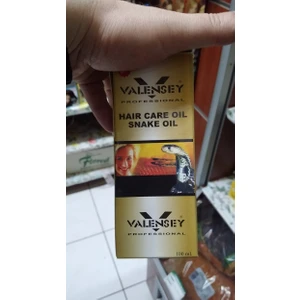 VALENSEY
PROFESSIONAL
HAIR CARE OIL
SNAKE OIL
VALENSEY
PROFESSIONAL